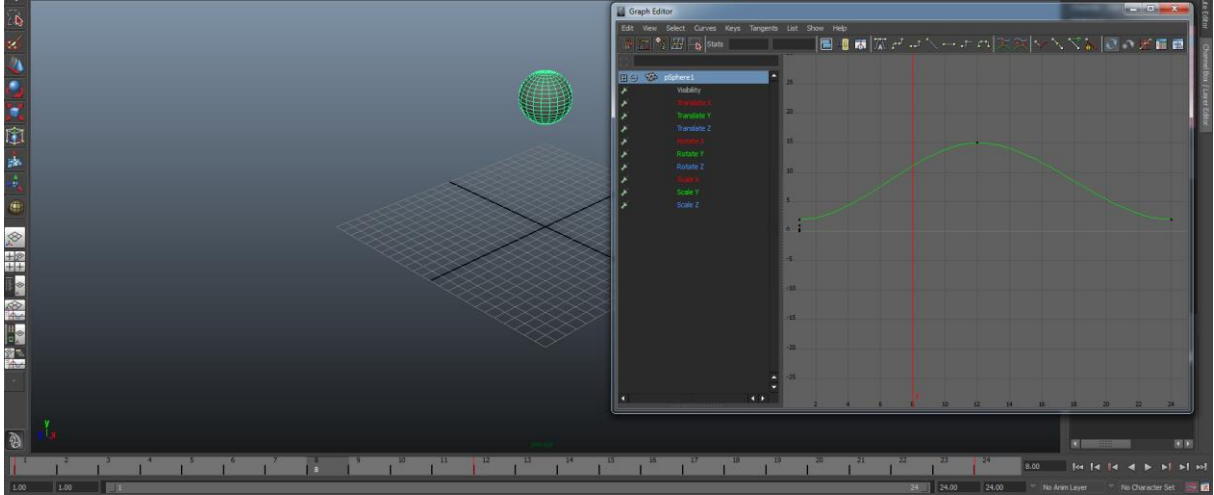 Graph Editor
Edit View Select Curves Keys Tangents List Show Help
Stats
pSphere1
Visibility
Translate X
Translate Y
Translate Z
Rotate X
Rotate Y
Rotate Z
Scale X
Scale Y
Scale Z
25
20
15
10
5
0
-5
-10
-15
-20
-25
2 4 6 8 10 12 14 16 18 20 22 24
Channel Box / Layer Editor
y
x
persp
1 2 3 4 5 6 7 8 9 10 11 12 13 14 15 16 17 18 19 20 21 22 23 24
8
8.00
1.00 1.00 1 24 24.00 24.00 No Anim Layer No Character Set